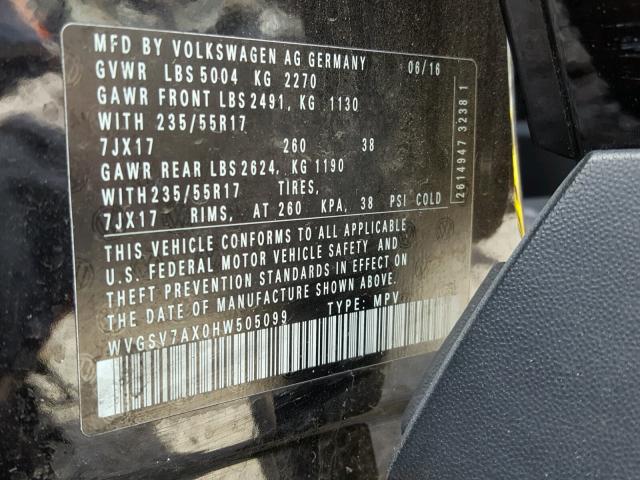 MFD BY VOLKSWAGEN AG GERMANY 06/16
GVWR LBS 5004 KG 2270
GAWR FRONT LBS 2491, KG 1130
WITH 235/55R17
7JX17 260 38
GAWR REAR LBS 2624, KG 1190
WITH 235/55R17 TIRES,
7JX17 RIMS, AT 260 KPA, 38 PSI COLD
THIS VEHICLE CONFORMS TO ALL APPLICABLE
U.S. FEDERAL MOTOR VEHICLE SAFETY AND
THEFT PREVENTION STANDARDS IN EFFECT ON
THE DATE OF MANUFACTURE SHOWN ABOVE.
WVGSV7AX0HW505099 TYPE: MPV
2614947 3238 1